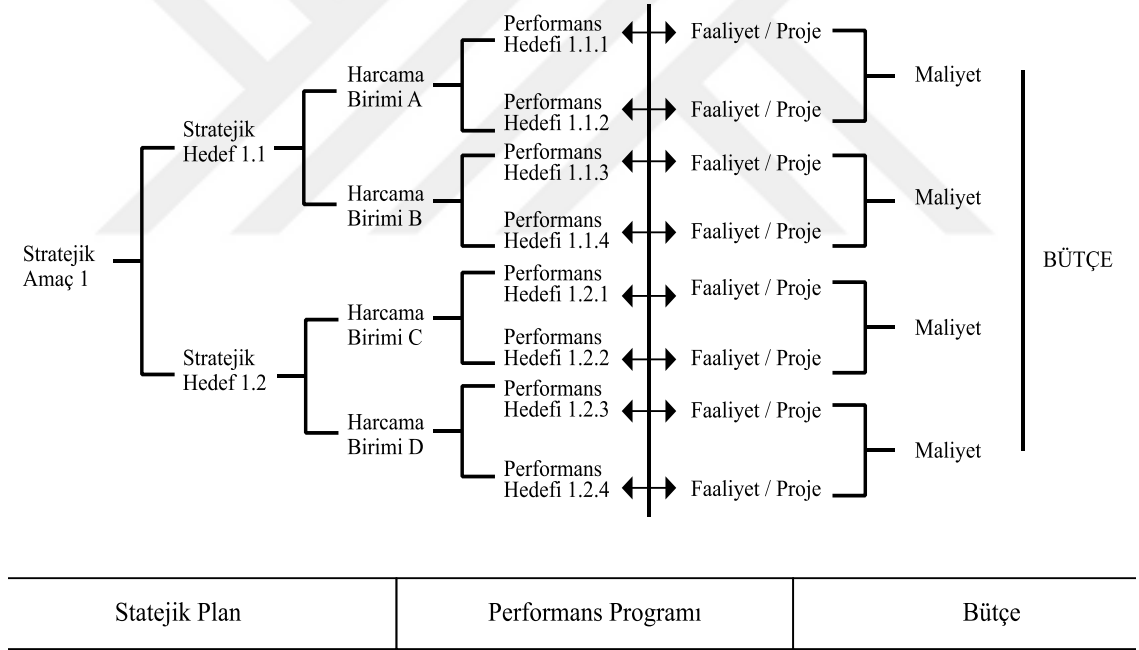 Stratejik
Amaç 1
Stratejik
Hedef 1.1
Stratejik
Hedef 1.2
Harcama
Birimi A
Harcama
Birimi B
Harcama
Birimi C
Harcama
Birimi D
Performans
Hedefi 1.1.1
Performans
Hedefi 1.1.2
Performans
Hedefi 1.1.3
Performans
Hedefi 1.1.4
Performans
Hedefi 1.2.1
Performans
Hedefi 1.2.2
Performans
Hedefi 1.2.3
Performans
Hedefi 1.2.4
Faaliyet / Proje
Faaliyet / Proje
Faaliyet / Proje
Faaliyet / Proje
Faaliyet / Proje
Faaliyet / Proje
Faaliyet / Proje
Faaliyet / Proje
Maliyet
Maliyet
Maliyet
Maliyet
BÜTÇE
Statejik Plan
Performans Programı
Bütçe